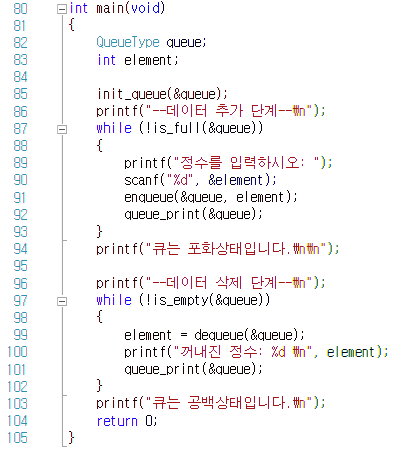 80 int main(void)
81 {
82 QueueType queue;
83 int element;
84
85 init_queue(&queue);
86 printf("--데이터 추가 단계--₩n");
87 while (!is_full(&queue))
88 {
89 printf("정수를 입력하시오: ");
90 scanf("%d", &element);
91 enqueue(&queue, element);
92 queue_print(&queue);
93 }
94 printf("큐는 포화상태입니다.₩n₩n");
95
96 printf("--데이터 삭제 단계--₩n");
97 while (!is_empty(&queue))
98 {
99 element = dequeue(&queue);
100 printf("꺼내진 정수: %d ₩n", element);
101 queue_print(&queue);
102 }
103 printf("큐는 공백상태입니다.₩n");
104 return 0;
105 }